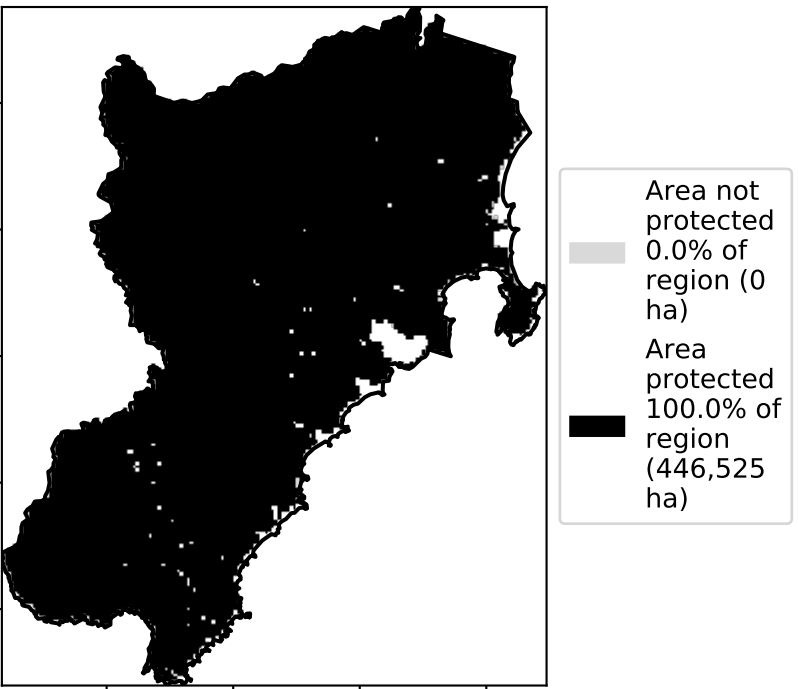 Area not
protected
0.0% of
region (0
ha)
Area
protected
100.0% of
region
(446,525
ha)